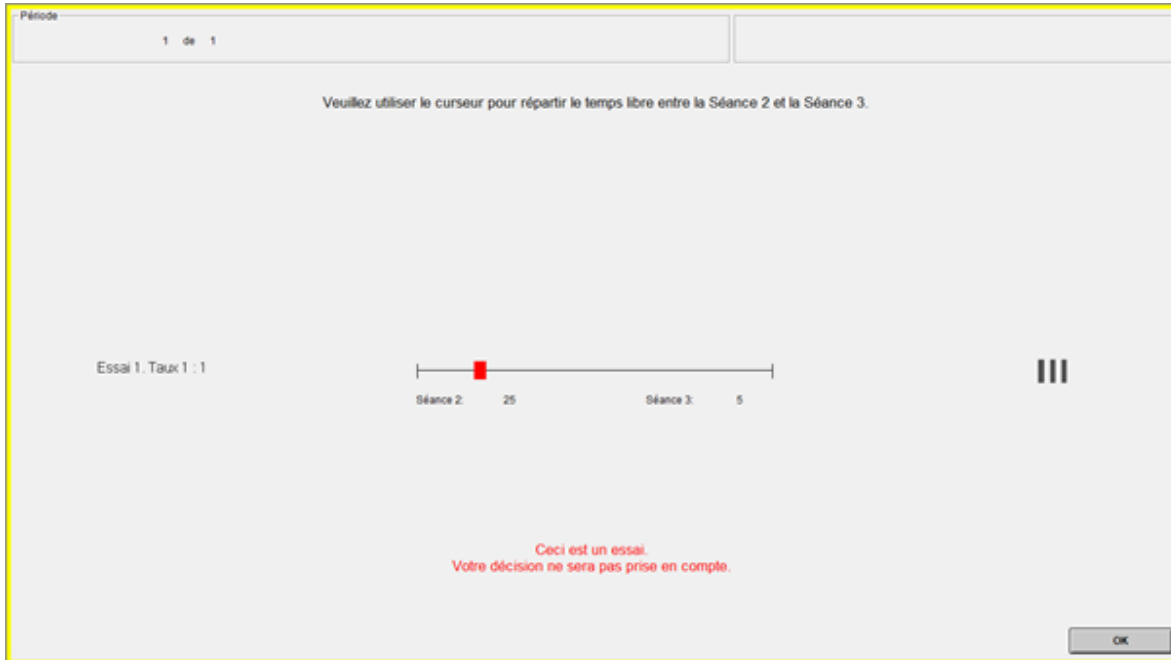 Période
1 de 1
Veuillez utiliser le curseur pour répartir le temps libre entre la Séance 2 et la Séance 3.
Essai 1. Taux 1 : 1
Séance 2: 25 Séance 3: 5
Ceci est un essai.
Votre décision ne sera pas prise en compte.
OK